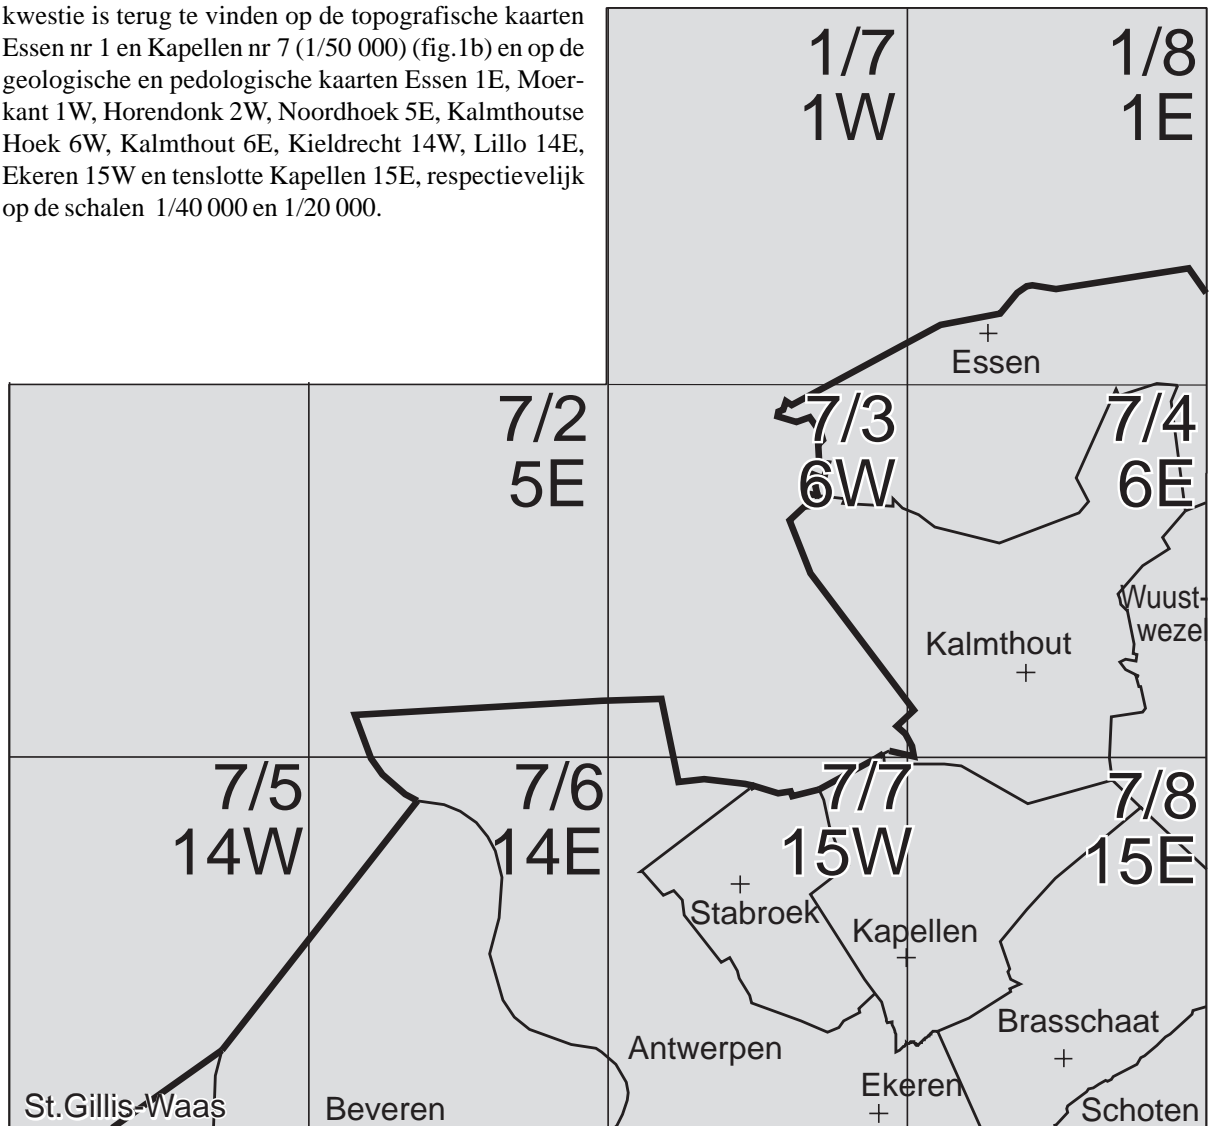 kwestie is terug te vinden op de topografische kaarten
Essen nr 1 en Kapellen nr 7 (1/50 000) (fig.1b) en op de
geologische en pedologische kaarten Essen 1E, Moer-
kant 1W, Horendonk 2W, Noordhoek 5E, Kalmthoutse
Hoek 6W, Kalmthout 6E, Kieldrecht 14W, Lillo 14E,
Ekeren 15W en tenslotte Kapellen 15E, respectievelijk
op de schalen 1/40 000 en 1/20 000.
1/7
1W
1/8
1E
Essen
7/2
5E
7/3
6W
7/4
6E
Wuust-
wezel
Kalmthout
7/5
14W
7/6
14E
7/7
15W
7/8
15E
Stabroek
Kapellen
Brasschaat
Antwerpen
Ekeren
St.Gillis-Waas
Beveren
Schoten